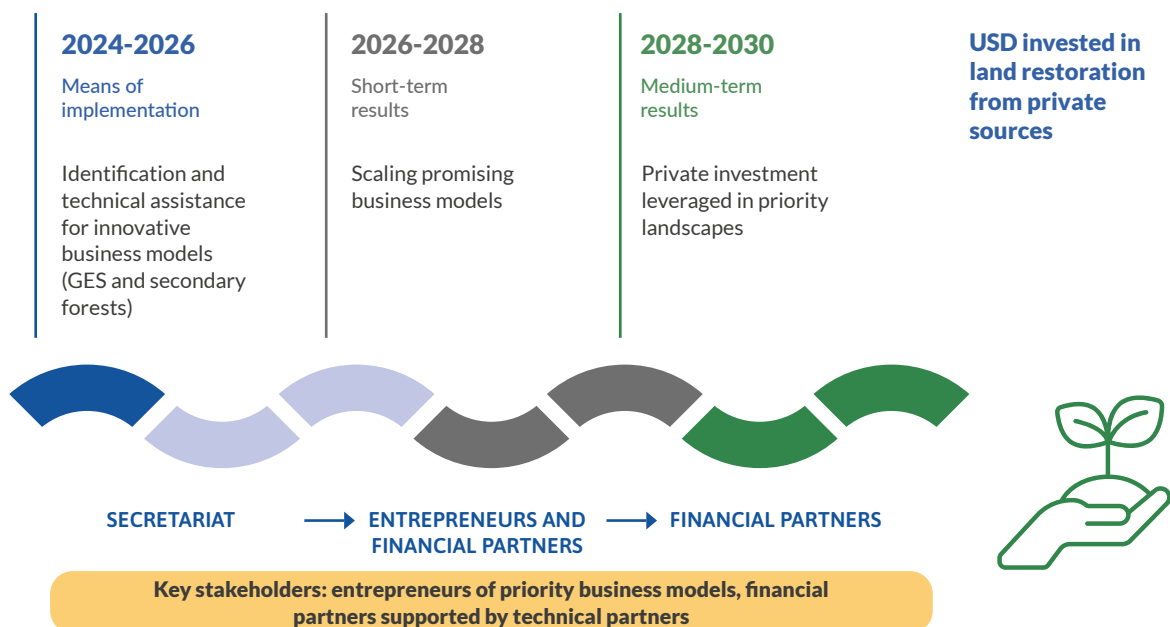 2024-2026
Means of
implementation
Identification and
technical assistance
for innovative
business models
(GES and secondary
forests)
2026-2028
Short-term
results
Scaling promising
business models
2028-2030
Medium-term
results
Private investment
leveraged in priority
landscapes
USD invested in
land restoration
from private
sources
SECRETARIAT
ENTREPRENEURS AND
FINANCIAL PARTNERS
FINANCIAL PARTNERS
Key stakeholders: entrepreneurs of priority business models, financial
partners supported by technical partners